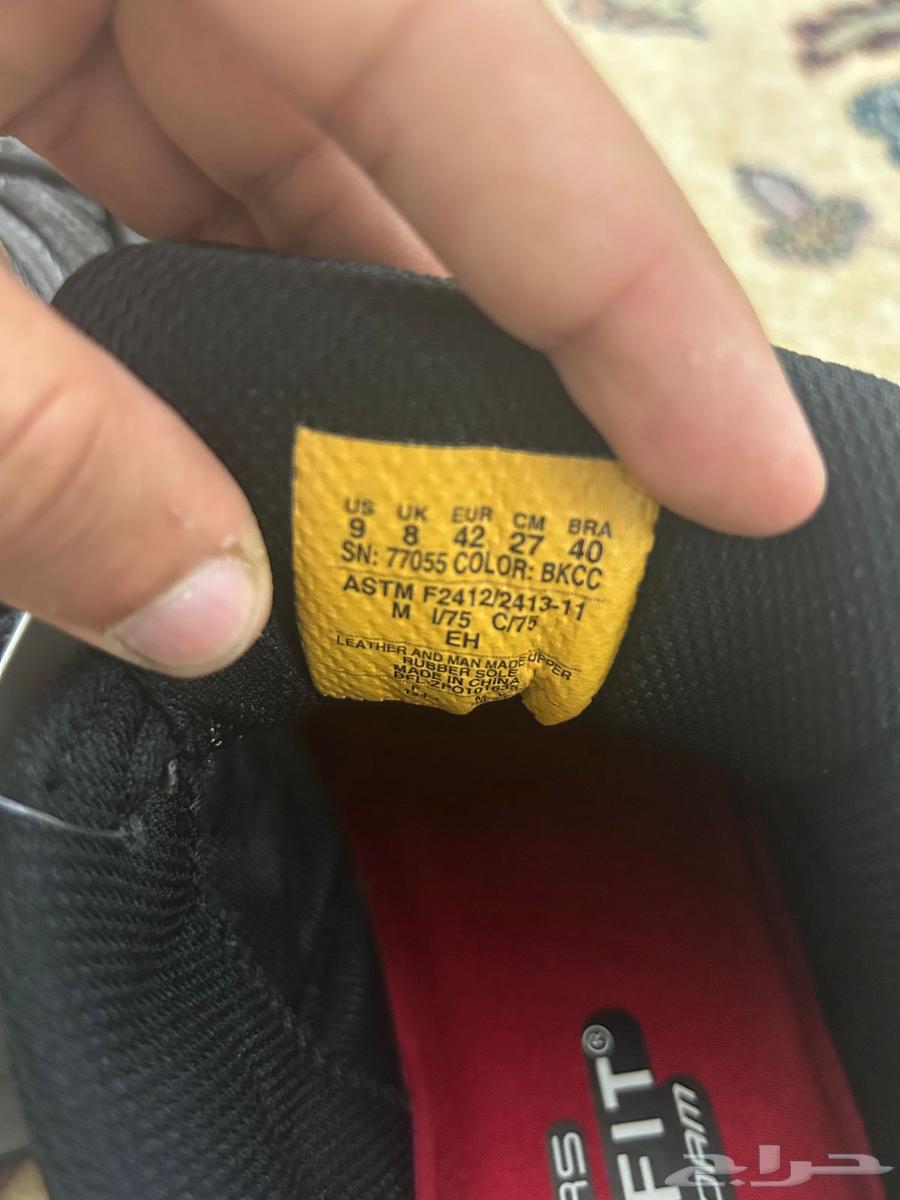 US UK EUR CM BRA
9 8 42 27 40
SN: 77055 COLOR: BKCC
ASTM F2412/2413-11
M I/75 C/75
EH
LEATHER AND MAN MADE UPPER
RUBBER SOLE
MADE IN CHINA
RS
FIT®
حراج